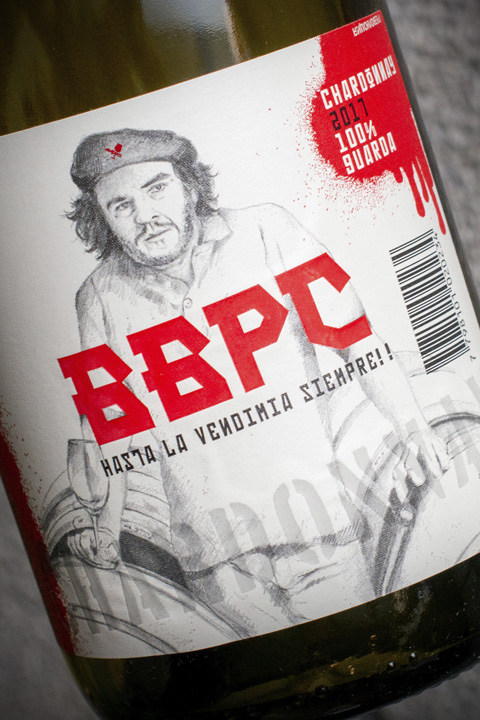 CHARDONNAY
2017
100%
GUARDA
BBPC
HASTA LA VENDIMIA SIEMPRE!!